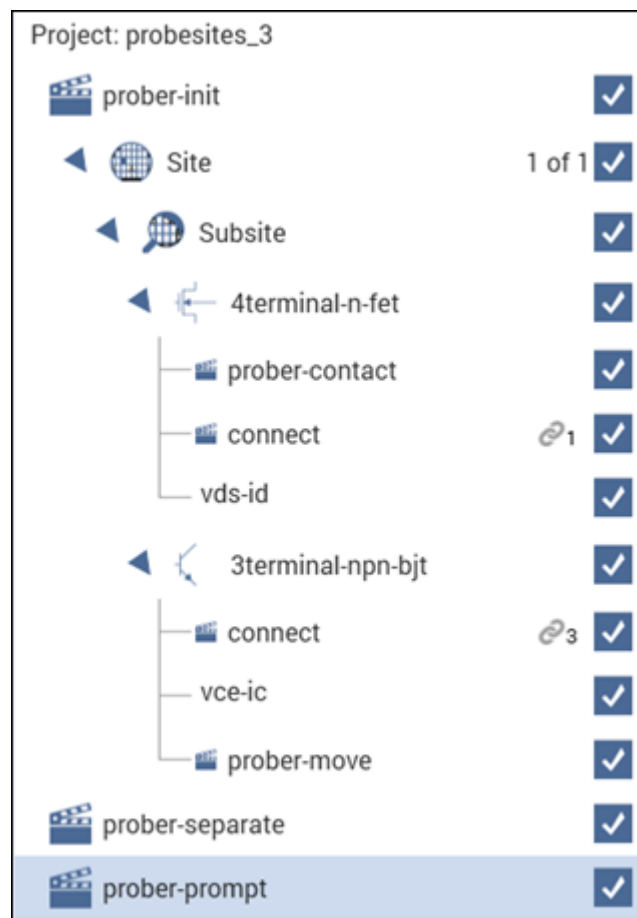 Project: probesites_3
prober-init
Site 1 of 1
Subsite
4terminal-n-fet
prober-contact
connect 1
vds-id
3terminal-npn-bjt
connect 3
vce-ic
prober-move
prober-separate
prober-prompt